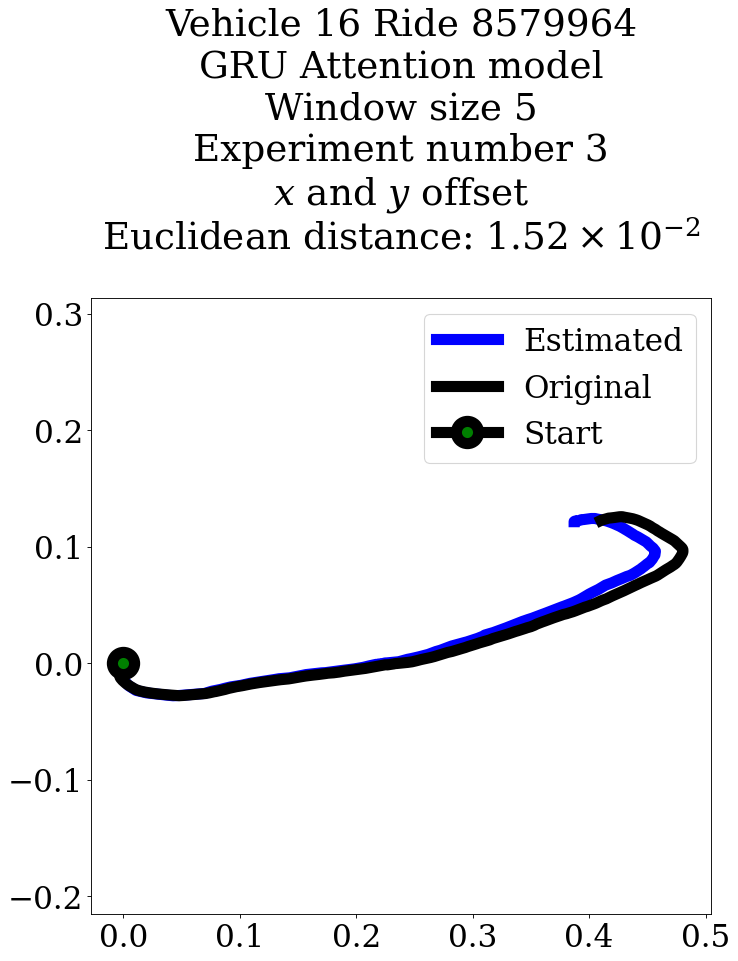 Vehicle 16 Ride 8579964
GRU Attention model
Window size 5
Experiment number 3
x and y offset
Euclidean distance: 1.52 × 10⁻²
0.3
0.2
0.1
0.0
−0.1
−0.2
Estimated
Original
Start
0.0 0.1 0.2 0.3 0.4 0.5